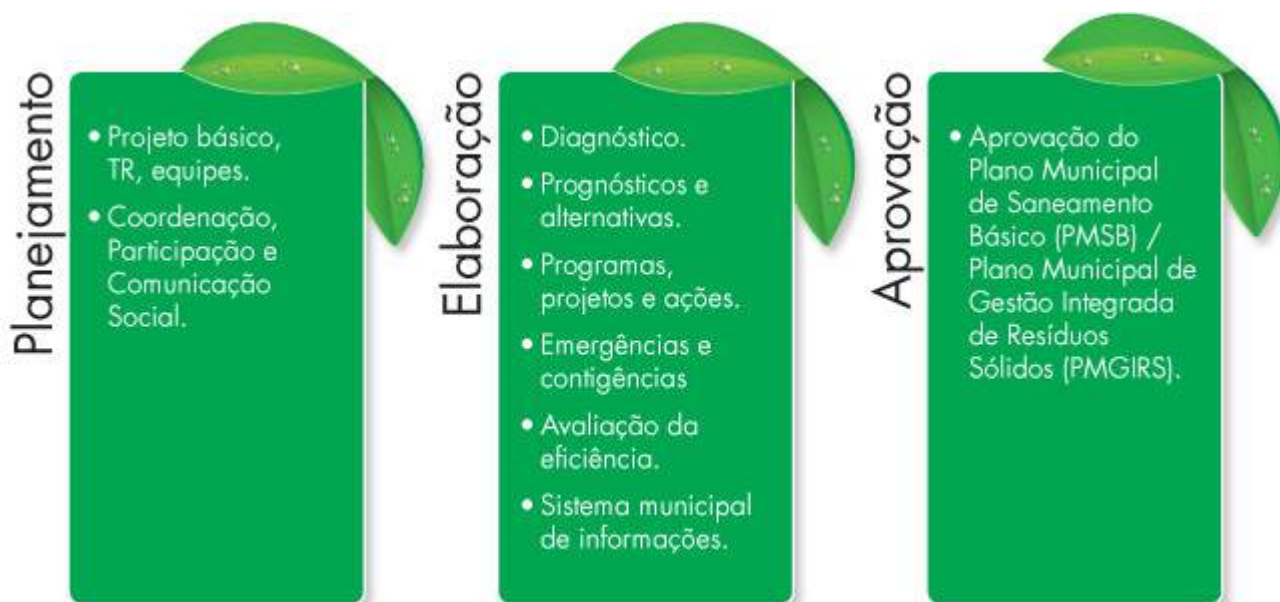 Planejamento
• Projeto básico,
TR, equipes.
• Coordenação,
Participação e
Comunicação
Social.
Elaboração
• Diagnóstico.
• Prognósticos e
alternativas.
• Programas,
projetos e ações.
• Emergências e
contigências
• Avaliação da
eficiência.
• Sistema municipal
de informações.
Aprovação
• Aprovação do
Plano Municipal
de Saneamento
Básico (PMSB) /
Plano Municipal de
Gestão Integrada
de Resíduos
Sólidos (PMGIRS).